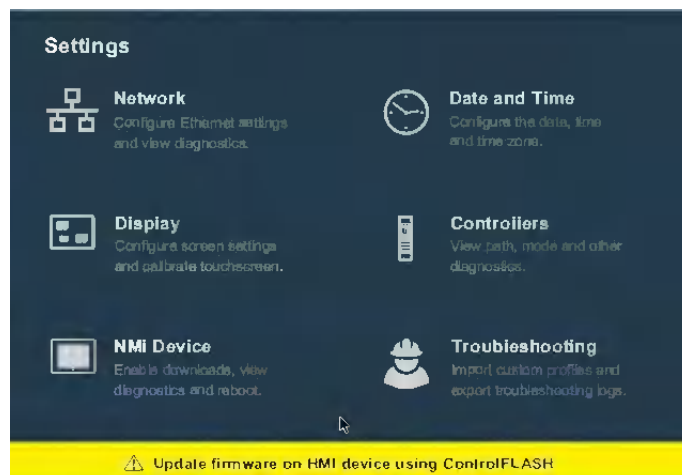 Settings
Network
Configure Ethernet settings
and view diagnostics.
Date and Time
Configure the date, time
and time zone.
Display
Configure screen settings
and calibrate touchscreen.
Controllers
View path, mode and other
diagnostics.
NMi Device
Enable downloads, view
diagnostics and reboot.
Troubleshooting
Import custom profiles and
export troubleshooting logs.
Update firmware on HMI device using ControlFLASH